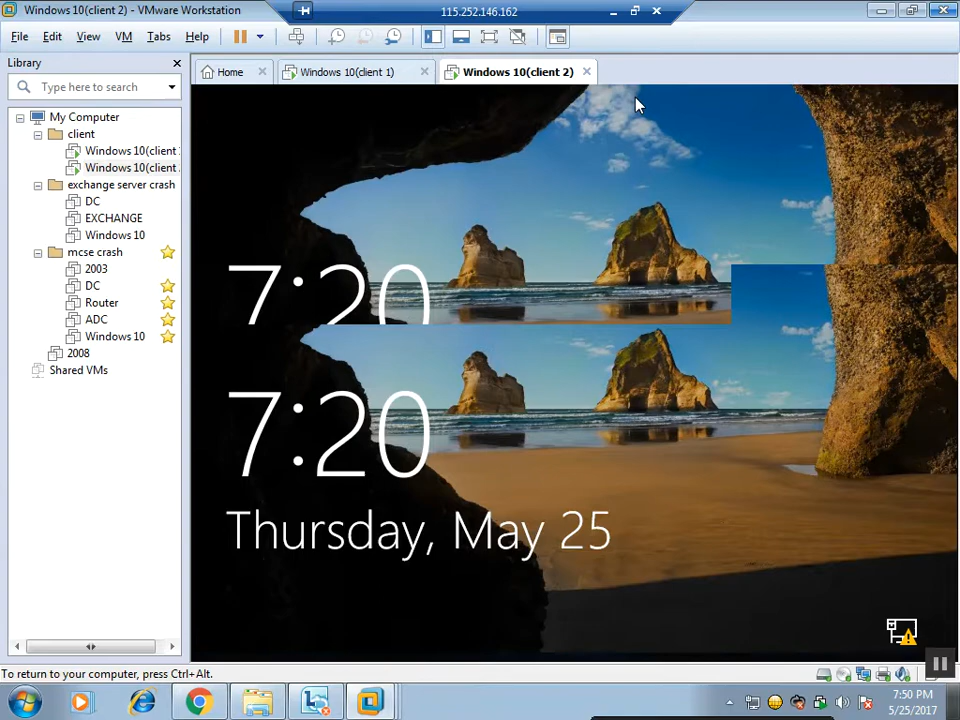 Windows 10(client 2) - VMware Workstation
115.252.146.162
File Edit View VM Tabs Help
Library
Type here to search
Home
Windows 10(client 1)
Windows 10(client 2)
My Computer
client
Windows 10(client
Windows 10(client
exchange server crash
DC
EXCHANGE
Windows 10
mcse crash
2003
DC
Router
ADC
Windows 10
2008
Shared VMs
7:20
7:20
Thursday, May 25
To return to your computer, press Ctrl+Alt.
7:50 PM
5/25/2017